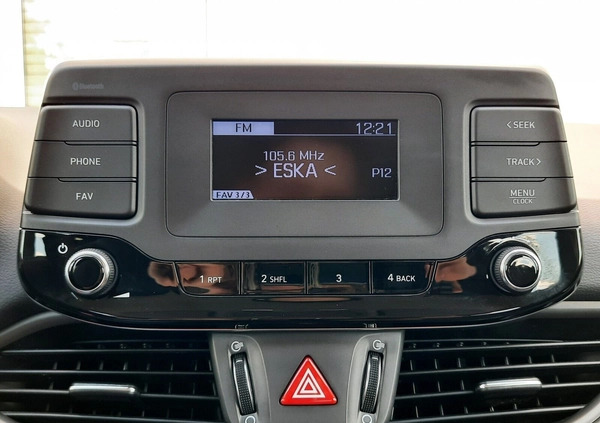 Bluetooth
AUDIO
PHONE
FAV
FM 12:21
105.6 MHz
> ESKA < P12
FAV 3/3
< SEEK
TRACK >
MENU
CLOCK
1 RPT
2 SHFL
3
4 BACK